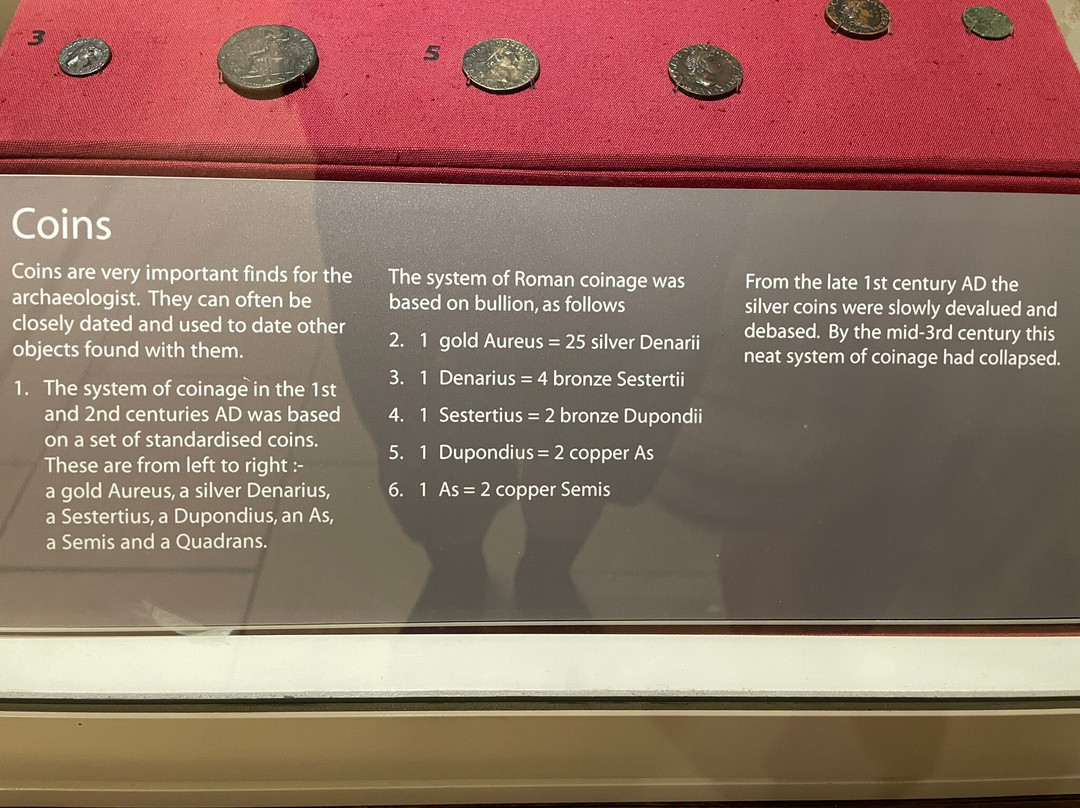 3
5
Coins
Coins are very important finds for the
archaeologist. They can often be
closely dated and used to date other
objects found with them.
1. The system of coinage in the 1st
and 2nd centuries AD was based
on a set of standardised coins.
These are from left to right :-
a gold Aureus, a silver Denarius,
a Sestertius, a Dupondius, an As,
a Semis and a Quadrans.
The system of Roman coinage was
based on bullion, as follows
2. 1 gold Aureus = 25 silver Denarii
3. 1 Denarius = 4 bronze Sestertii
4. 1 Sestertius = 2 bronze Dupondii
5. 1 Dupondius = 2 copper As
6. 1 As = 2 copper Semis
From the late 1st century AD the
silver coins were slowly devalued and
debased. By the mid-3rd century this
neat system of coinage had collapsed.